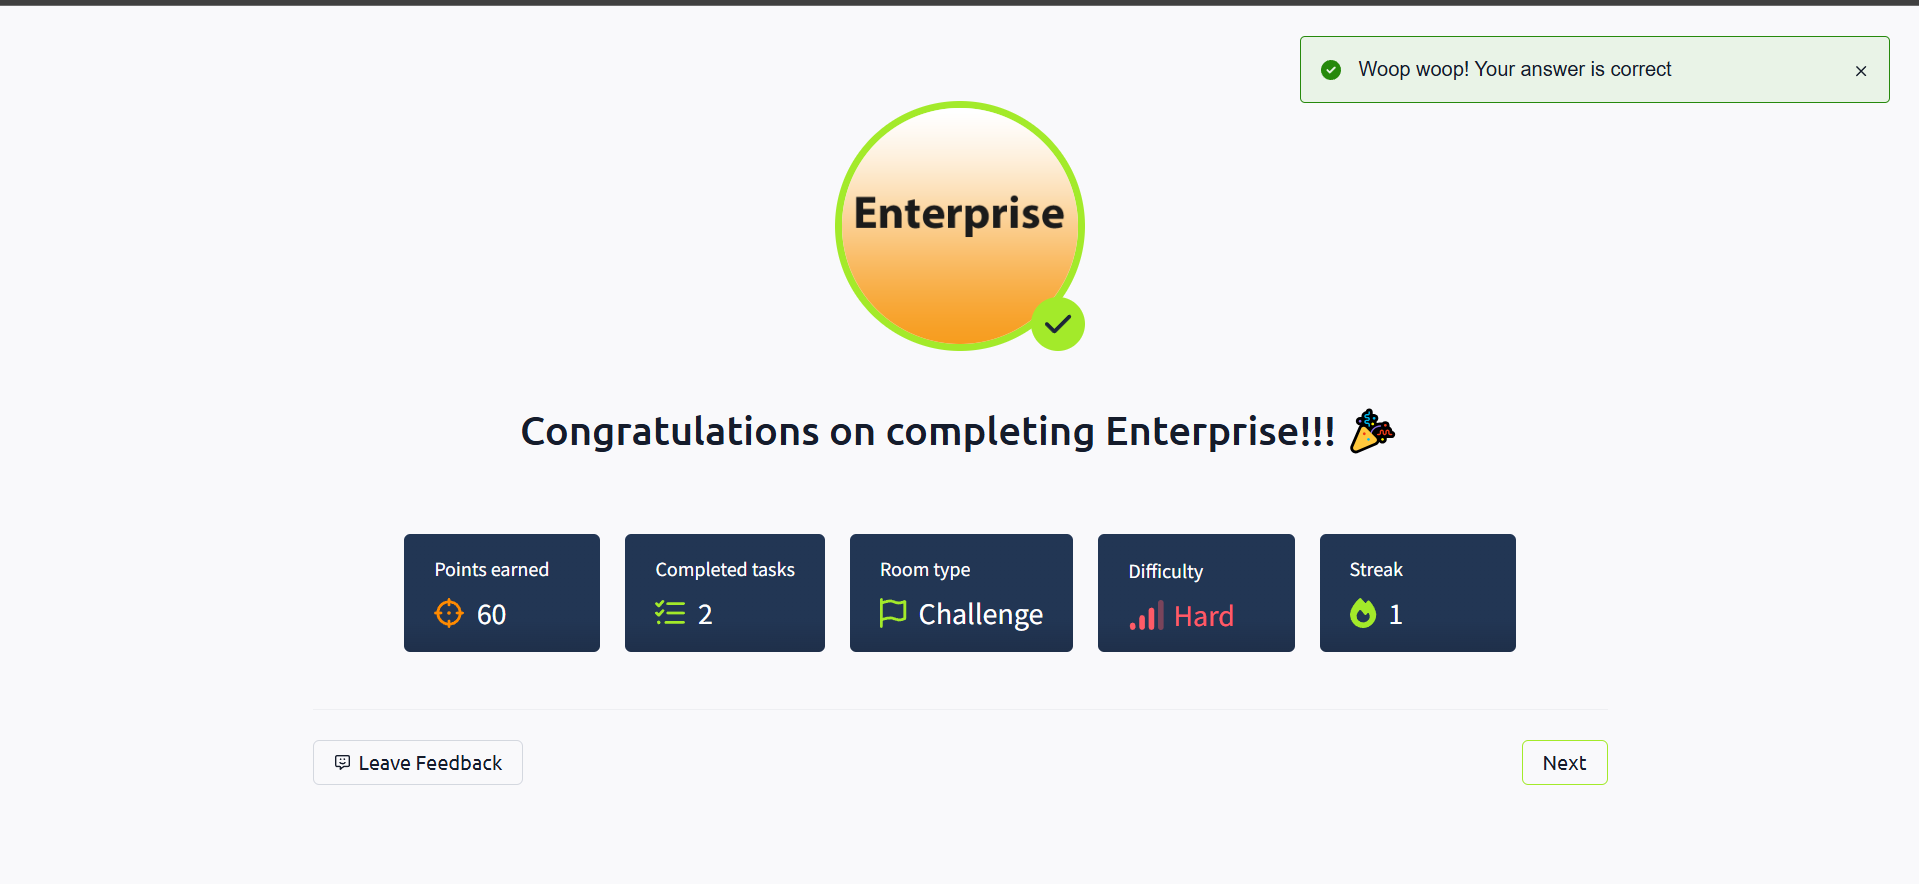 Woop woop! Your answer is correct
Enterprise
Congratulations on completing Enterprise!!!
Points earned
60
Completed tasks
2
Room type
Challenge
Difficulty
Hard
Streak
1
Leave Feedback
Next